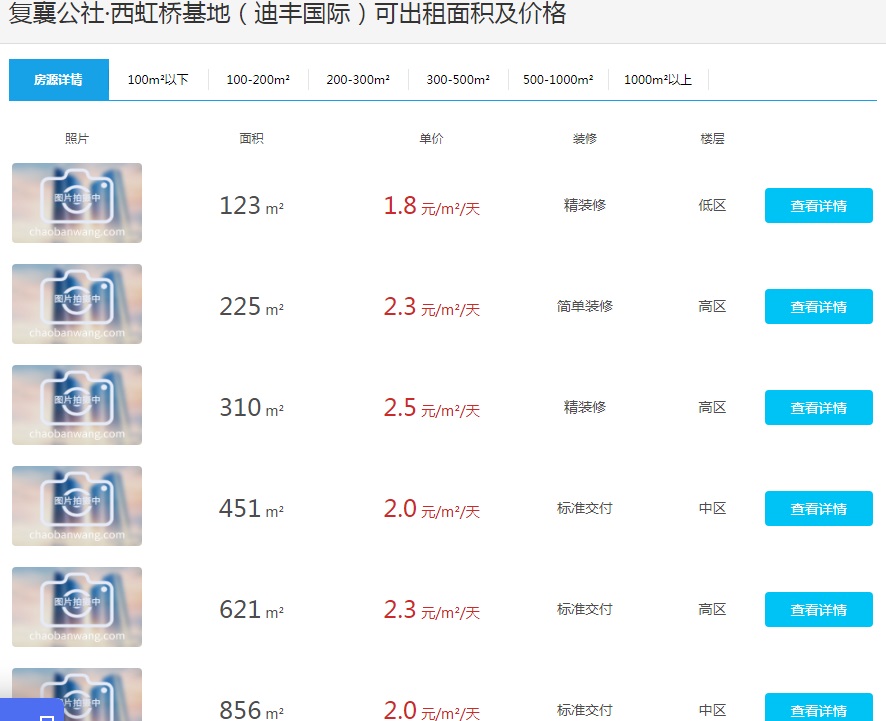 复襄公社·西虹桥基地（迪丰国际）可出租面积及价格
房源详情 100m²以下 100-200m² 200-300m² 300-500m² 500-1000m² 1000m²以上
照片 面积 单价 装修 楼层
图片拍摄中
chaobanwang.com
123 m² 1.8 元/m²/天 精装修 低区 查看详情
图片拍摄中
chaobanwang.com
225 m² 2.3 元/m²/天 简单装修 高区 查看详情
图片拍摄中
chaobanwang.com
310 m² 2.5 元/m²/天 精装修 高区 查看详情
图片拍摄中
chaobanwang.com
451 m² 2.0 元/m²/天 标准交付 中区 查看详情
图片拍摄中
chaobanwang.com
621 m² 2.3 元/m²/天 标准交付 高区 查看详情
图片拍摄中
856 m² 2.0 元/m²/天 标准交付 中区 查看详情